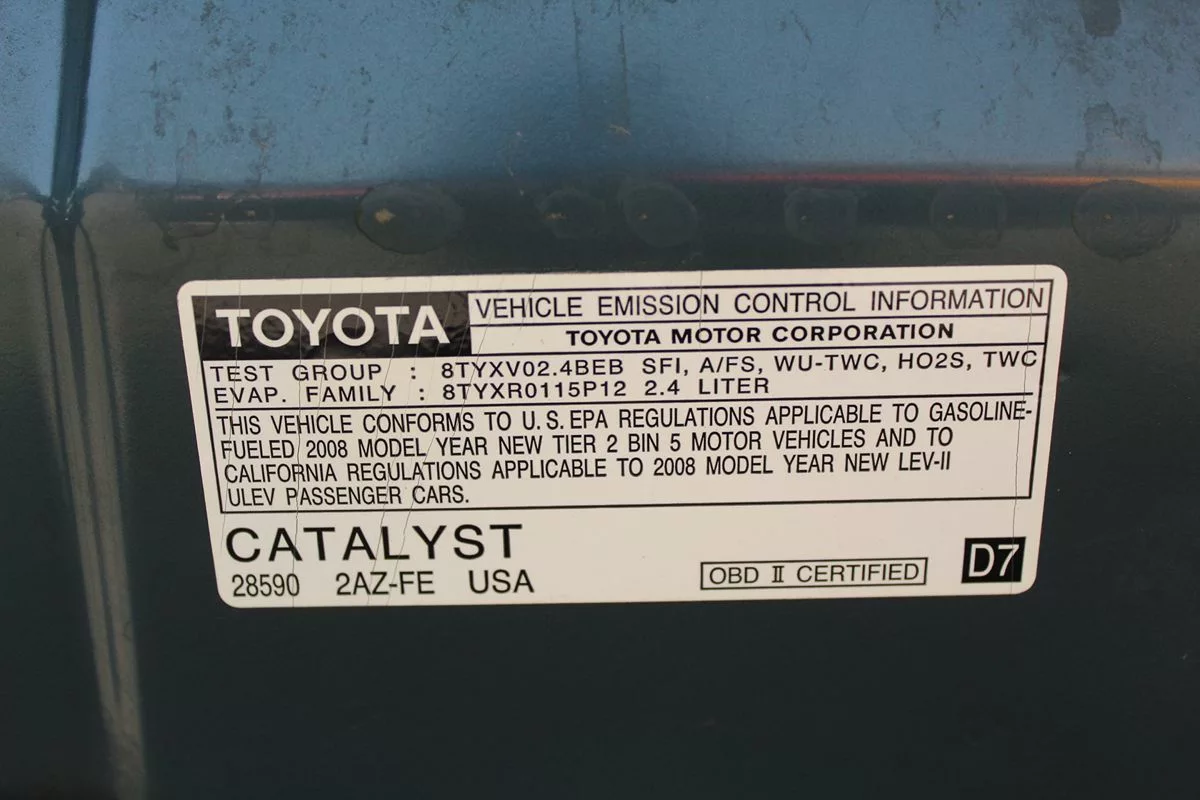 TOYOTA VEHICLE EMISSION CONTROL INFORMATION
TOYOTA MOTOR CORPORATION
TEST GROUP : 8TYXV02.4BEB SFI, A/FS, WU-TWC, HO2S, TWC
EVAP. FAMILY : 8TYXR0115P12 2.4 LITER
THIS VEHICLE CONFORMS TO U.S. EPA REGULATIONS APPLICABLE TO GASOLINE-
FUELED 2008 MODEL YEAR NEW TIER 2 BIN 5 MOTOR VEHICLES AND TO
CALIFORNIA REGULATIONS APPLICABLE TO 2008 MODEL YEAR NEW LEV-II
ULEV PASSENGER CARS.
CATALYST
28590 2AZ-FE USA
OBD II CERTIFIED
D7